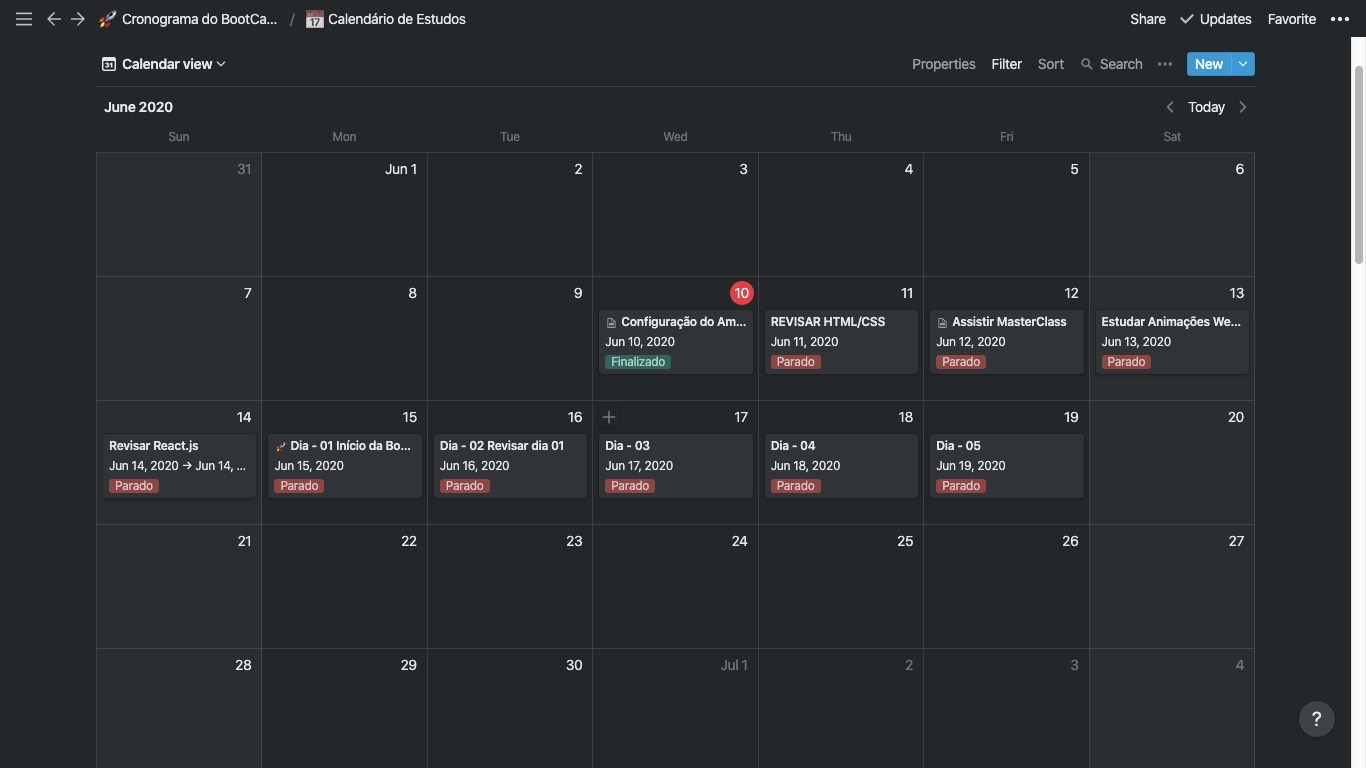 Cronograma do BootCa... / Calendário de Estudos
Share Updates Favorite
Calendar view
Properties Filter Sort Search New
June 2020
Today
Sun Mon Tue Wed Thu Fri Sat
31 Jun 1 2 3 4 5 6
7 8 9 10 11 12 13
Configuração do Am...
Jun 10, 2020
Finalizado
REVISAR HTML/CSS
Jun 11, 2020
Parado
Assistir MasterClass
Jun 12, 2020
Parado
Estudar Animações We...
Jun 13, 2020
Parado
14 15 16 17 18 19 20
Revisar React.js
Jun 14, 2020 → Jun 14, ...
Parado
Dia - 01 Início da Bo...
Jun 15, 2020
Parado
Dia - 02 Revisar dia 01
Jun 16, 2020
Parado
Dia - 03
Jun 17, 2020
Parado
Dia - 04
Jun 18, 2020
Parado
Dia - 05
Jun 19, 2020
Parado
21 22 23 24 25 26 27
28 29 30 Jul 1 2 3 4
?